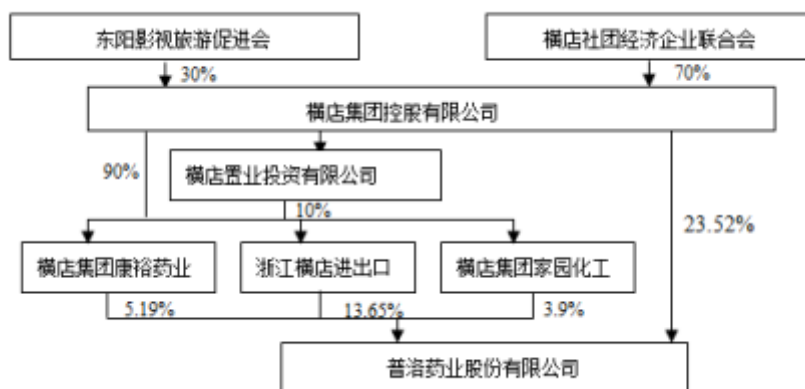 东阳影视旅游促进会
横店社团经济企业联合会
30%
70%
横店集团控股有限公司
90%
横店置业投资有限公司
10%
23.52%
横店集团康裕药业
浙江横店进出口
横店集团家园化工
5.19%
13.65%
3.9%
普洛药业股份有限公司